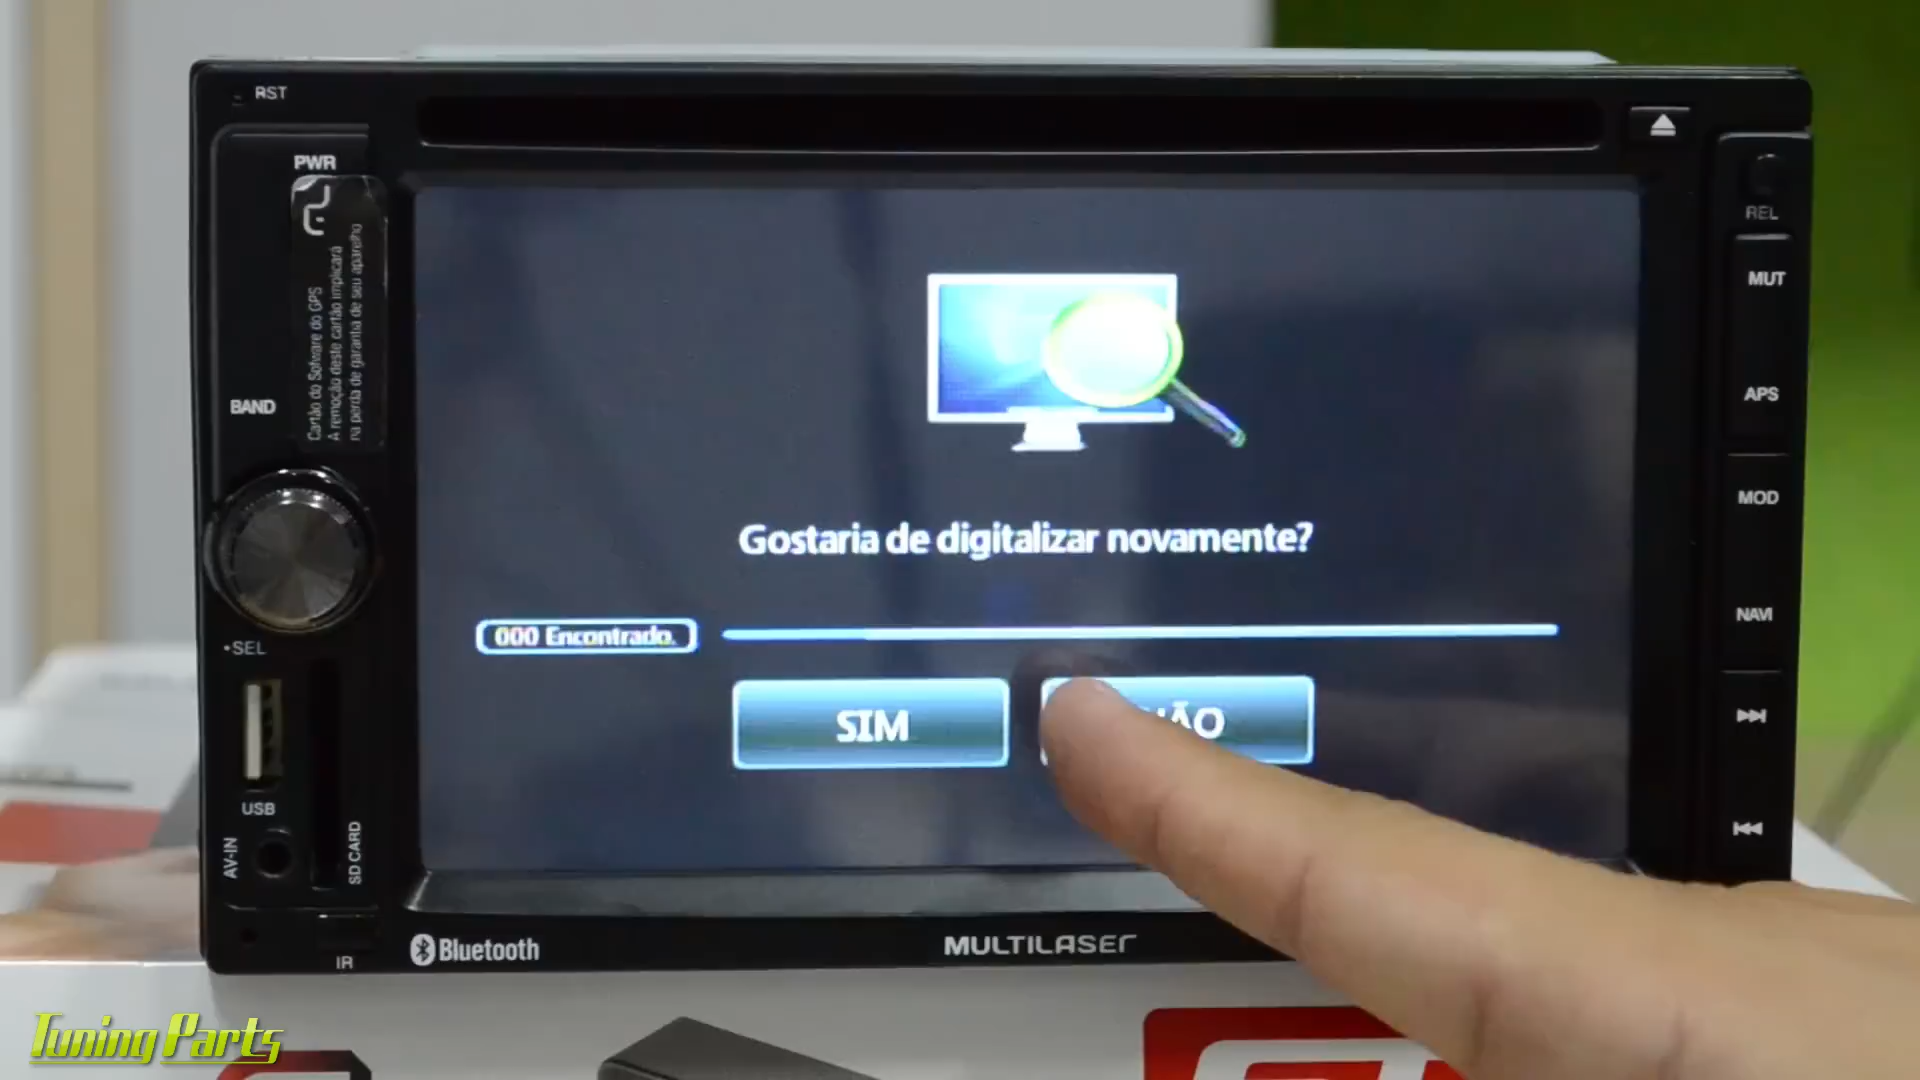 RST
PWR
Cartão do Sofware do GPS
A remoção deste cartão implicará
na perda de garantia de seu aparelho
BAND
•SEL
USB
AV-IN
SD CARD
IR
Bluetooth
MULTILASER
Gostaria de digitalizar novamente?
000 Encontrado.
SIM
REL
MUT
APS
MOD
NAVI
Tuning Parts